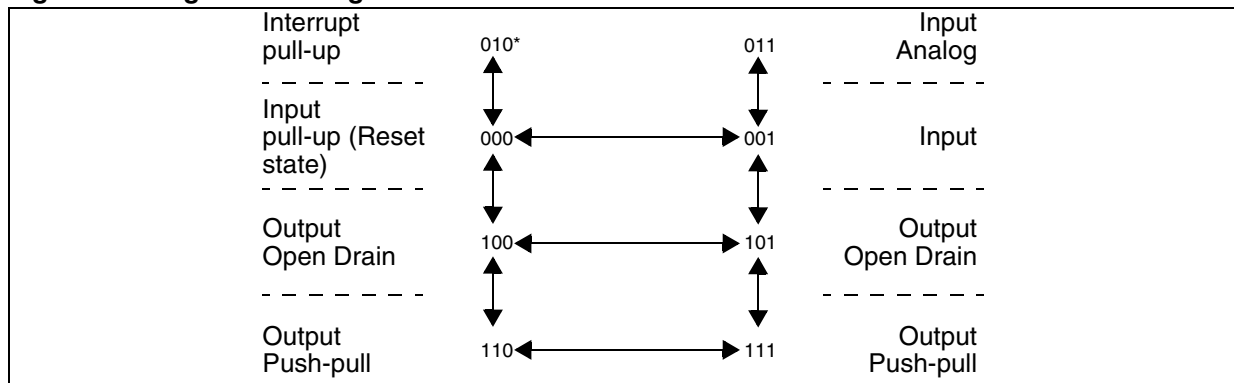 Interrupt
pull-up
010*
011
Input
Analog
Input
pull-up (Reset
state)
000
001
Input
Output
Open Drain
100
101
Output
Open Drain
Output
Push-pull
110
111
Output
Push-pull